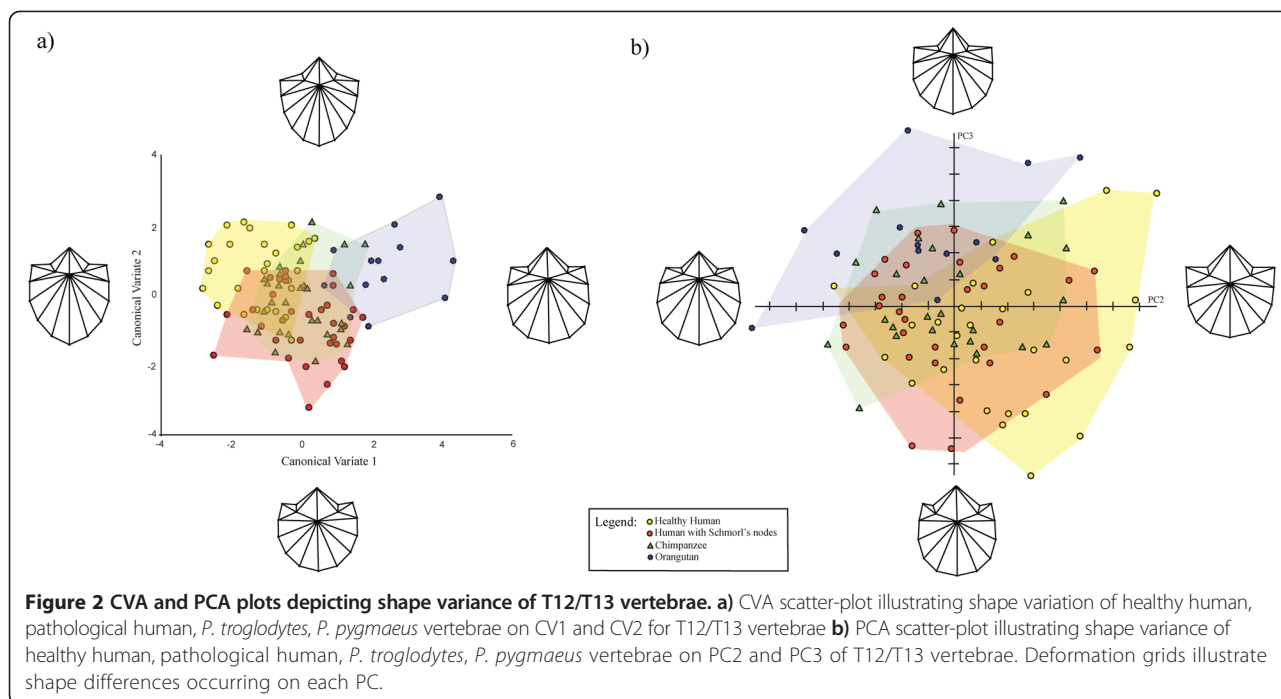 a)
b)
PC3
PC2
4
2
0
-2
-4
Canonical Variate 2
-4
-2
0
2
4
6
Canonical Variate 1
Legend:
Healthy Human
Human with Schmorl's nodes
Chimpanzee
Orangutan
Figure 2 CVA and PCA plots depicting shape variance of T12/T13 vertebrae. a) CVA scatter-plot illustrating shape variation of healthy human,
pathological human, P. troglodytes, P. pygmaeus vertebrae on CV1 and CV2 for T12/T13 vertebrae b) PCA scatter-plot illustrating shape variance of
healthy human, pathological human, P. troglodytes, P. pygmaeus vertebrae on PC2 and PC3 of T12/T13 vertebrae. Deformation grids illustrate
shape differences occurring on each PC.